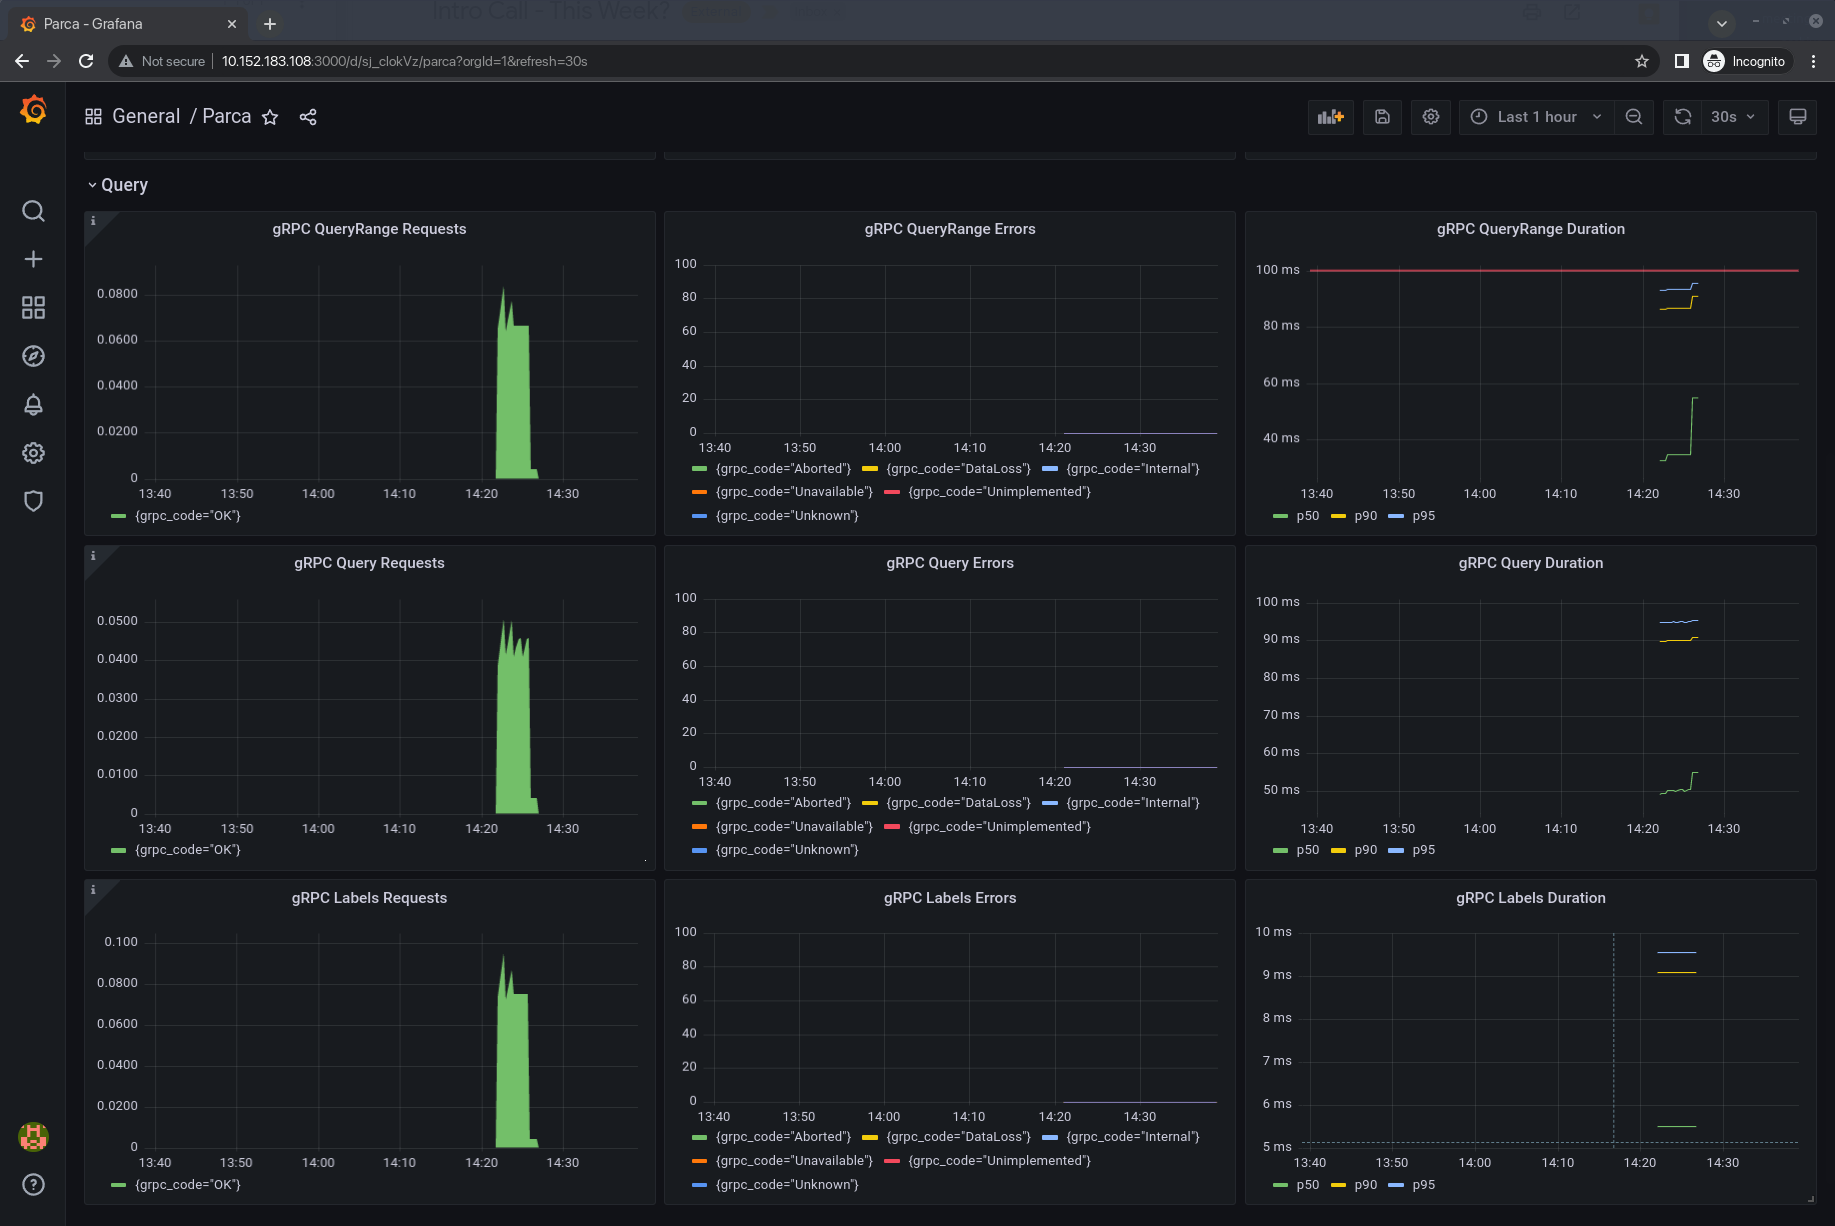 Intro Call - This Week?
Parca - Grafana
Not secure 10.152.183.108:3000/d/sj_clokVz/parca?orgId=1&refresh=30s
Incognito
General / Parca
Last 1 hour
30s
Query
gRPC QueryRange Requests
0.0800
0.0600
0.0400
0.0200
0
13:40 13:50 14:00 14:10 14:20 14:30
{grpc_code="OK"}
gRPC QueryRange Errors
100
80
60
40
20
0
13:40 13:50 14:00 14:10 14:20 14:30
{grpc_code="Aborted"} {grpc_code="DataLoss"} {grpc_code="Internal"}
{grpc_code="Unavailable"} {grpc_code="Unimplemented"}
{grpc_code="Unknown"}
gRPC QueryRange Duration
100 ms
80 ms
60 ms
40 ms
13:40 13:50 14:00 14:10 14:20 14:30
p50 p90 p95
gRPC Query Requests
0.0500
0.0400
0.0300
0.0200
0.0100
0
13:40 13:50 14:00 14:10 14:20 14:30
{grpc_code="OK"}
gRPC Query Errors
100
80
60
40
20
0
13:40 13:50 14:00 14:10 14:20 14:30
{grpc_code="Aborted"} {grpc_code="DataLoss"} {grpc_code="Internal"}
{grpc_code="Unavailable"} {grpc_code="Unimplemented"}
{grpc_code="Unknown"}
gRPC Query Duration
100 ms
90 ms
80 ms
70 ms
60 ms
50 ms
13:40 13:50 14:00 14:10 14:20 14:30
p50 p90 p95
gRPC Labels Requests
0.100
0.0800
0.0600
0.0400
0.0200
0
13:40 13:50 14:00 14:10 14:20 14:30
{grpc_code="OK"}
gRPC Labels Errors
100
80
60
40
20
0
13:40 13:50 14:00 14:10 14:20 14:30
{grpc_code="Aborted"} {grpc_code="DataLoss"} {grpc_code="Internal"}
{grpc_code="Unavailable"} {grpc_code="Unimplemented"}
{grpc_code="Unknown"}
gRPC Labels Duration
10 ms
9 ms
8 ms
7 ms
6 ms
5 ms
13:40 13:50 14:00 14:10 14:20 14:30
p50 p90 p95